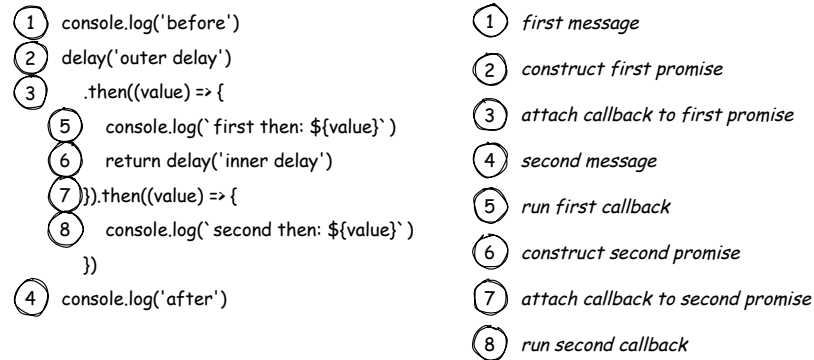 1 console.log('before')
2 delay('outer delay')
3 .then((value) => {
5 console.log(`first then: ${value}`)
6 return delay('inner delay')
7 }).then((value) => {
8 console.log(`second then: ${value}`)
})
4 console.log('after')
1 first message
2 construct first promise
3 attach callback to first promise
4 second message
5 run first callback
6 construct second promise
7 attach callback to second promise
8 run second callback